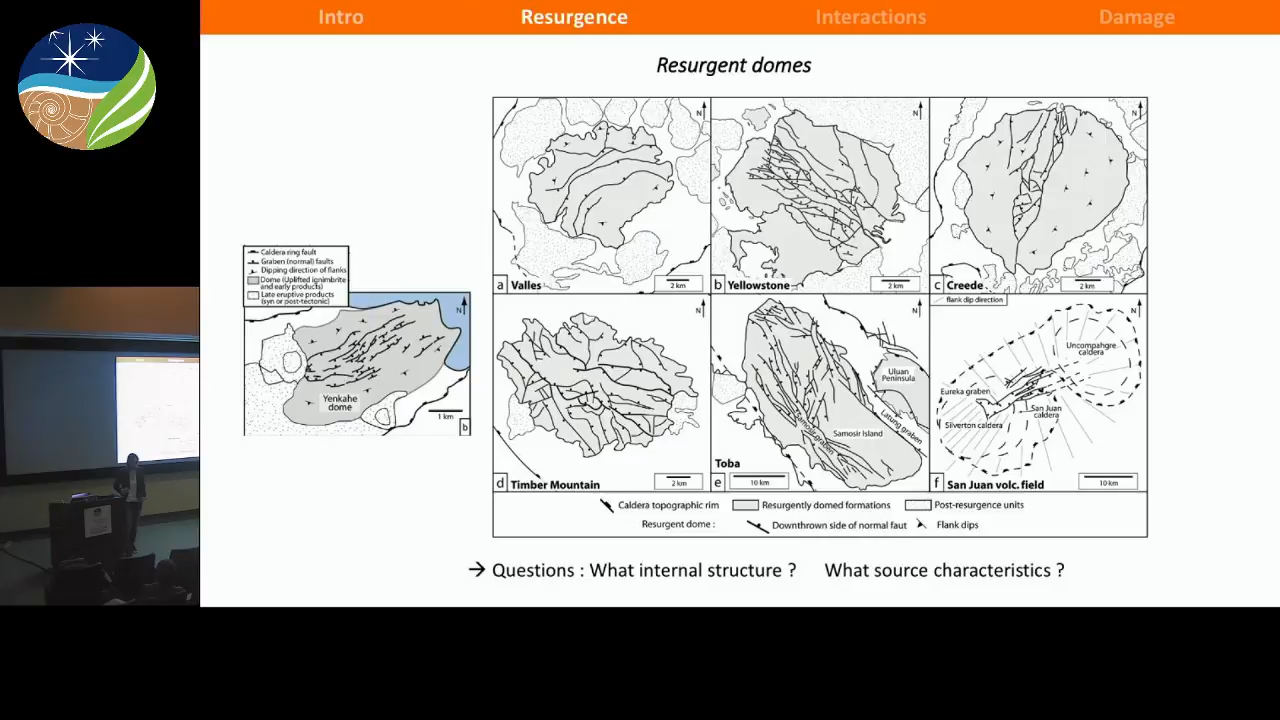 Intro Resurgence Interactions Damage
Resurgent domes
Caldera ring fault
Graben (normal) faults
Dipping direction of flanks
Dome (Uplifted ignimbrite
and early products)
Late eruptive products
(syn or post-tectonic)
N
Yenkahe
dome
1 km
b
N
a Valles
2 km
N
b Yellowstone
2 km
N
c Creede
2 km
N
d Timber Mountain
2 km
N
Uluan
Peninsula
Samosir Island
Samosir graben
Latung graben
Toba
e
10 km
flank dip direction
N
Uncompahgre
caldera
Eureka graben
San Juan
caldera
Silverton caldera
f San Juan volc. field
10 km
Caldera topographic rim Resurgently domed formations Post-resurgence units
Resurgent dome : Downthrown side of normal faut Flank dips
→ Questions : What internal structure ? What source characteristics ?